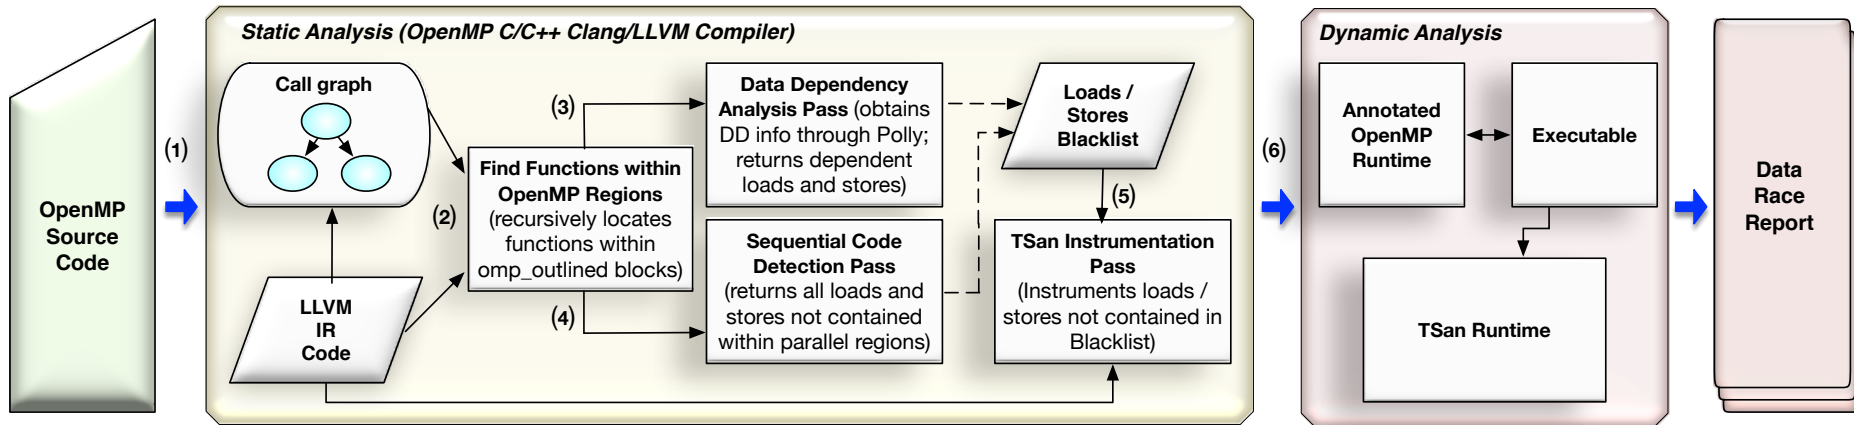 OpenMP
Source
Code
(1)
Static Analysis (OpenMP C/C++ Clang/LLVM Compiler)
Call graph
LLVM
IR
Code
(2)
Find Functions within
OpenMP Regions
(recursively locates
functions within
omp_outlined blocks)
(3)
Data Dependency
Analysis Pass (obtains
DD info through Polly;
returns dependent
loads and stores)
(4)
Sequential Code
Detection Pass
(returns all loads and
stores not contained
within parallel regions)
Loads /
Stores
Blacklist
(5)
TSan Instrumentation
Pass
(Instruments loads /
stores not contained in
Blacklist)
(6)
Dynamic Analysis
Annotated
OpenMP
Runtime
Executable
TSan Runtime
Data
Race
Report